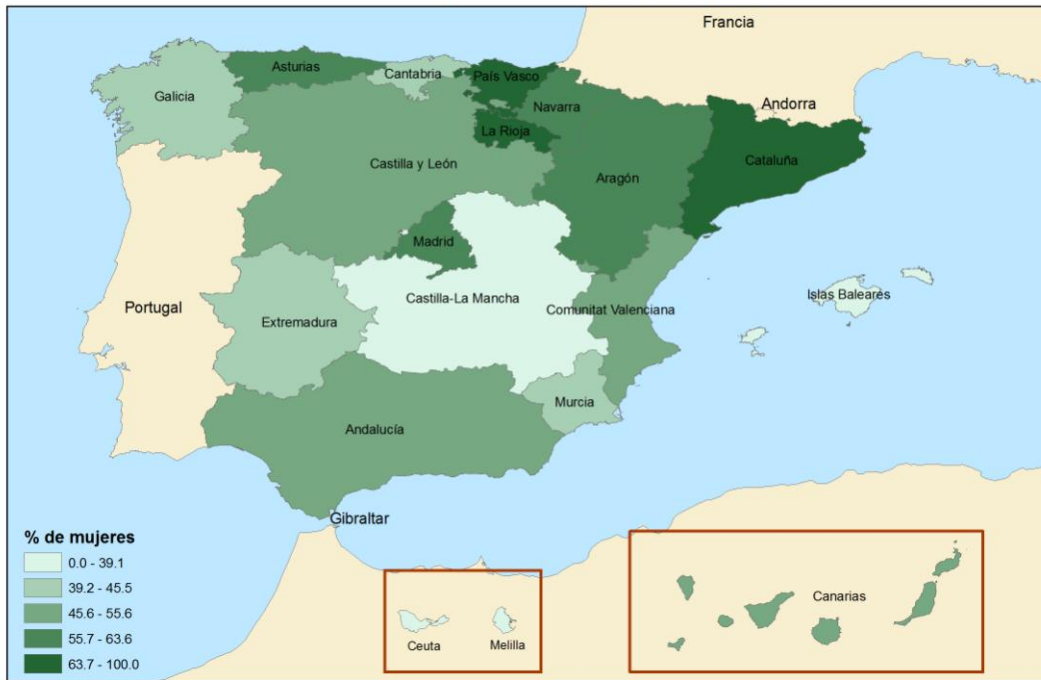 Francia
Asturias
Cantabria
País Vasco
Galicia
Navarra
Andorra
La Rioja
Castilla y León
Cataluña
Aragón
Madrid
Portugal
Castilla-La Mancha
Islas Baleares
Comunitat Valenciana
Extremadura
Murcia
Andalucía
Gibraltar
% de mujeres
0.0 - 39.1
39.2 - 45.5
45.6 - 55.6
55.7 - 63.6
63.7 - 100.0
Ceuta
Melilla
Canarias